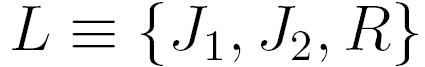 L ≡ {J₁, J₂, R}